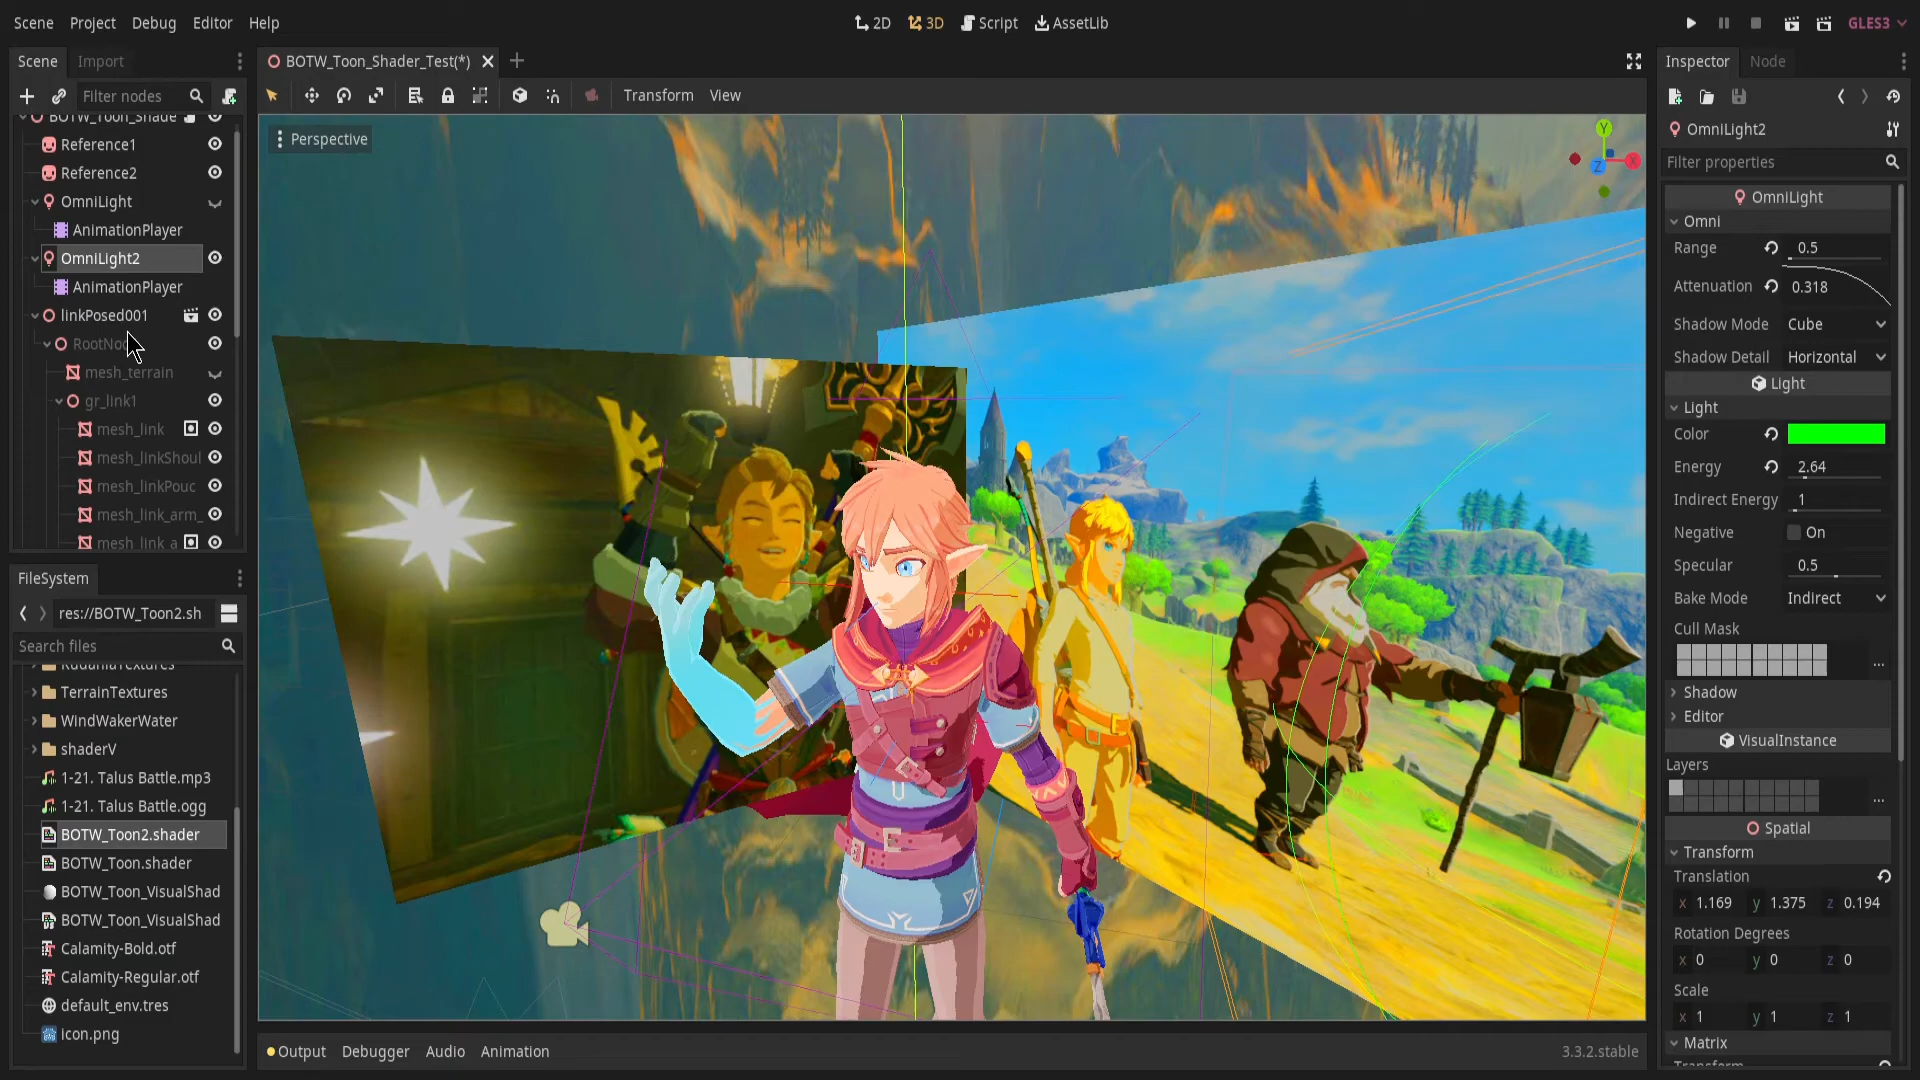 Scene Project Debug Editor Help
2D 3D Script AssetLib
GLES3
Scene Import
Filter nodes
BOTW_Toon_Shade
Reference1
Reference2
OmniLight
AnimationPlayer
OmniLight2
AnimationPlayer
linkPosed001
RootNo
mesh_terrain
gr_link1
mesh_link
mesh_linkShoul
mesh_linkPouc
mesh_link_arm_
mesh_link_a
FileSystem
res://BOTW_Toon2.sh
Search files
RudaniaTextures
TerrainTextures
WindWakerWater
shaderV
1-21. Talus Battle.mp3
1-21. Talus Battle.ogg
BOTW_Toon2.shader
BOTW_Toon.shader
BOTW_Toon_VisualShad
BOTW_Toon_VisualShad
Calamity-Bold.otf
Calamity-Regular.otf
default_env.tres
icon.png
BOTW_Toon_Shader_Test(*)
Transform View
Perspective
Y
X
Z
Output Debugger Audio Animation
3.3.2.stable
Inspector Node
OmniLight2
Filter properties
OmniLight
Omni
Range 0.5
Attenuation 0.318
Shadow Mode Cube
Shadow Detail Horizontal
Light
Light
Color
Energy 2.64
Indirect Energy 1
Negative On
Specular 0.5
Bake Mode Indirect
Cull Mask
...
Shadow
Editor
VisualInstance
Layers
...
Spatial
Transform
Translation
x 1.169 y 1.375 z 0.194
Rotation Degrees
x 0 y 0 z 0
Scale
x 1 y 1 z 1
Matrix
Transform